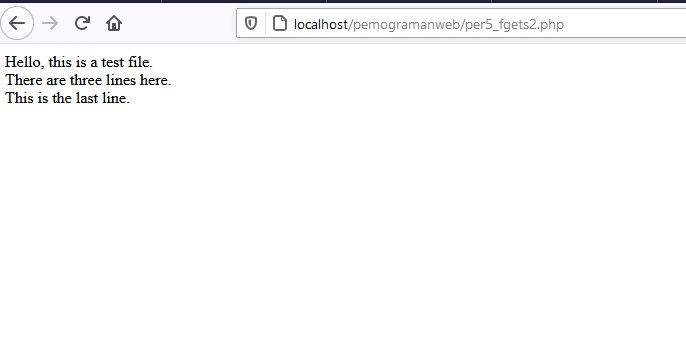 localhost/pemogramanweb/per5_fgets2.php
Hello, this is a test file.
There are three lines here.
This is the last line.